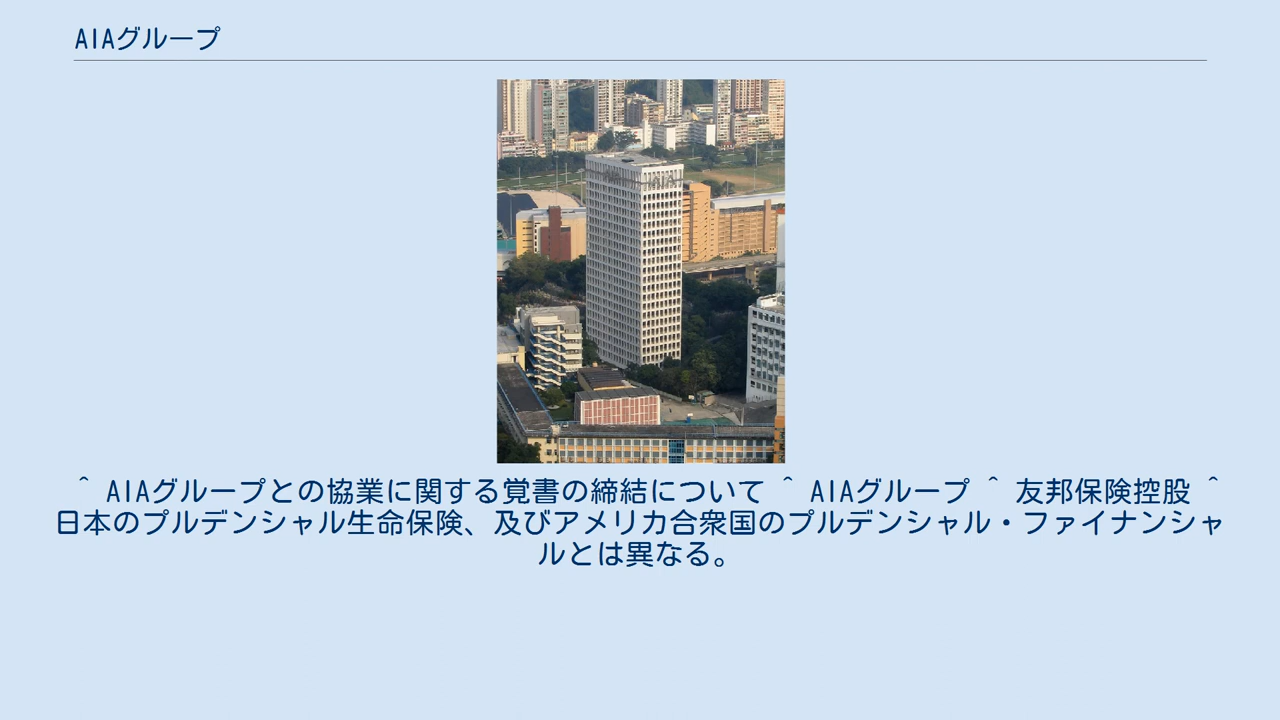 AIAグループ
AIA
^ AIAグループとの協業に関する覚書の締結について ^ AIAグループ ^ 友邦保険控股 ^
日本のプルデンシャル生命保険、及びアメリカ合衆国のプルデンシャル・ファイナンシャ
ルとは異なる。